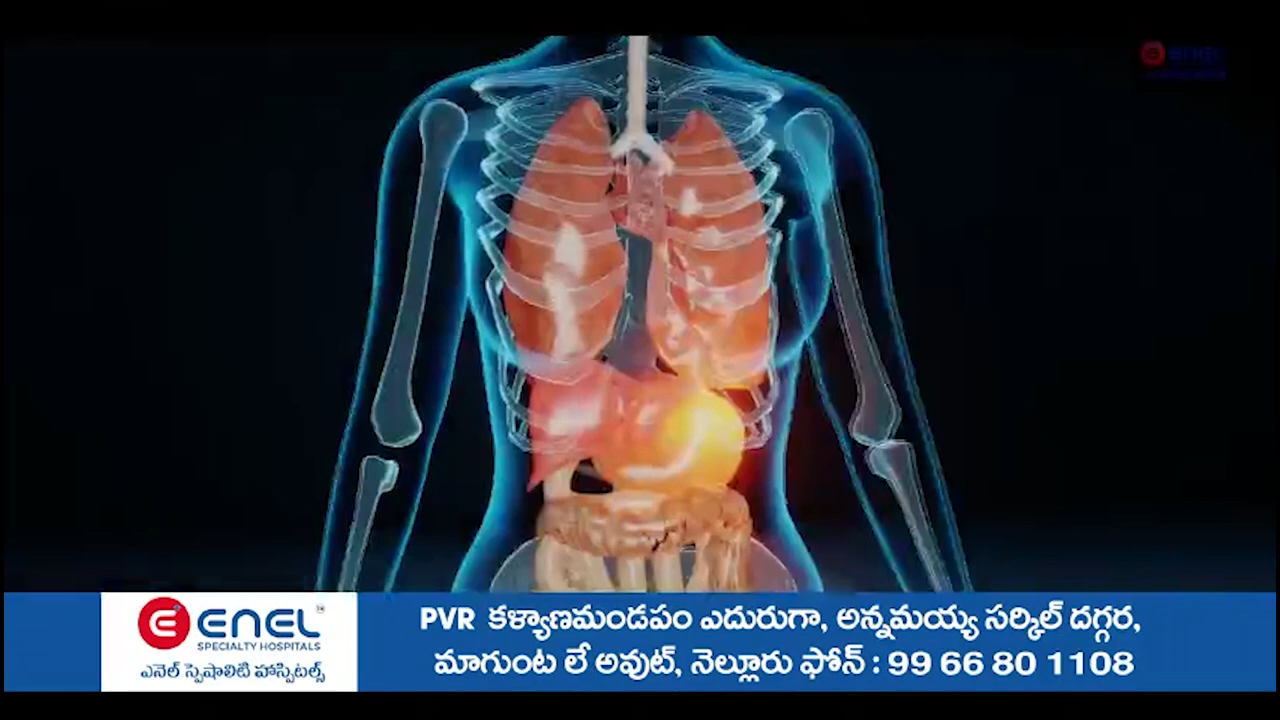 ENEL
ENEL
SPECIALTY HOSPITALS
ఎనెల్ స్పెషాలిటి హాస్పిటల్స్
PVR కళ్యాణమండపం ఎదురుగా, అన్నమయ్య సర్కిల్ దగ్గర,
మాగుంట లే అవుట్, నెల్లూరు ఫోన్ : 99 66 80 1108